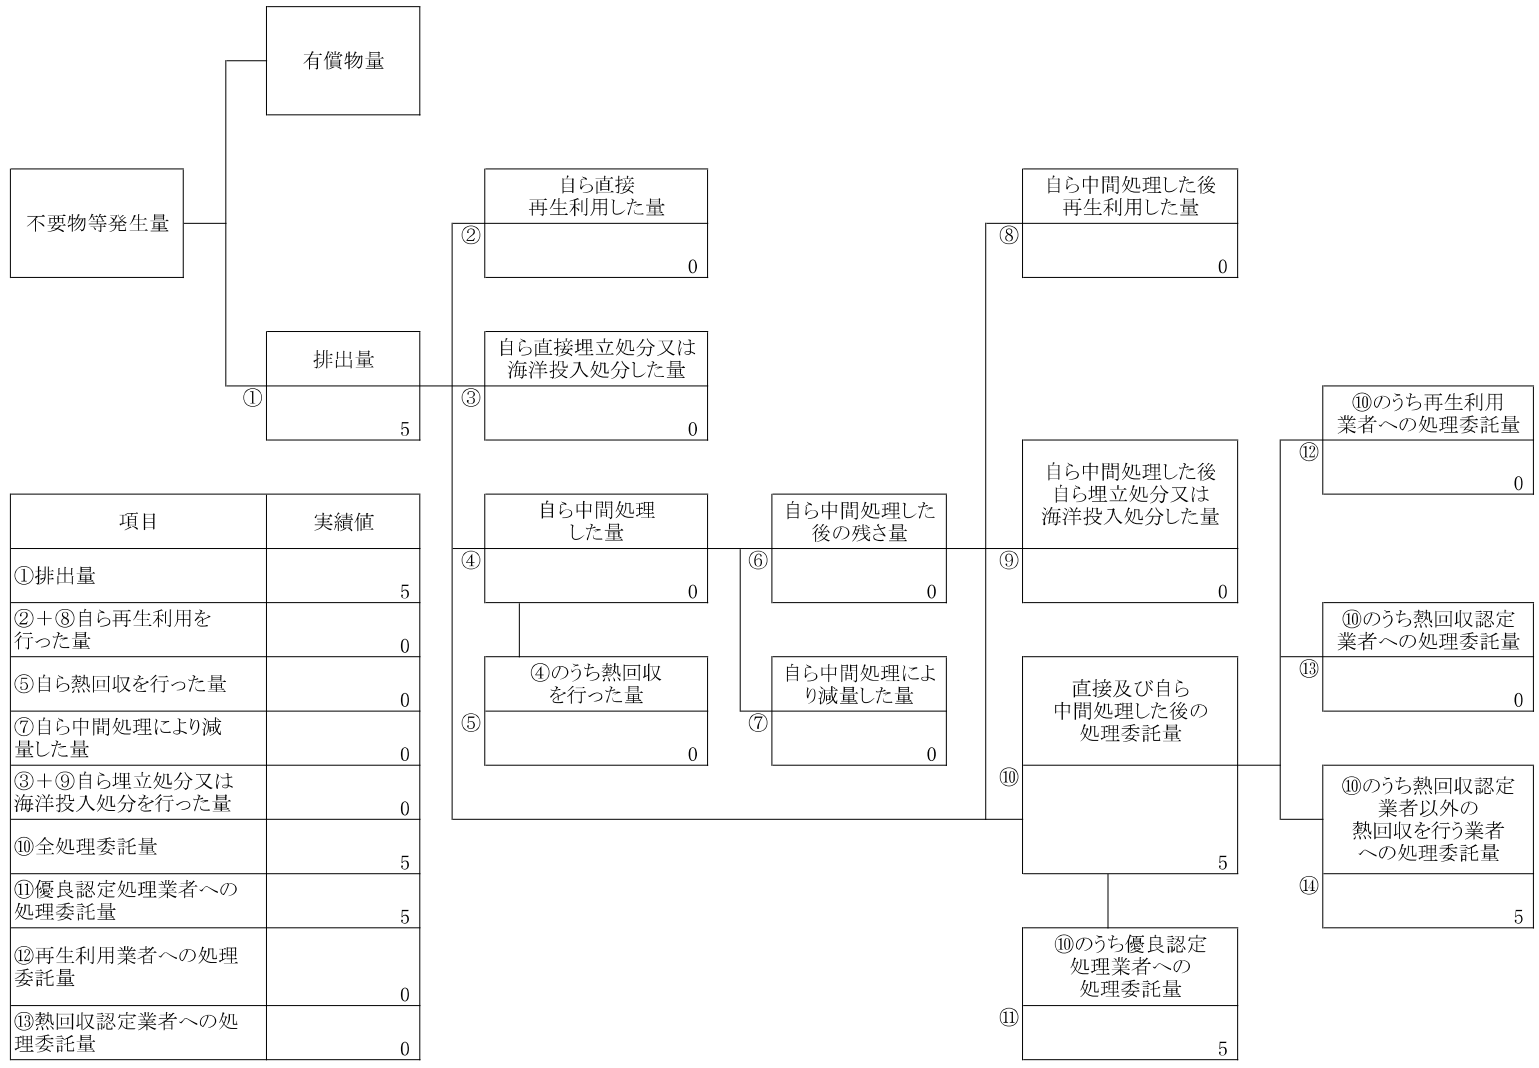 有償物量
不要物等発生量
自ら直接
再生利用した量
②
0
自ら中間処理した後
再生利用した量
⑧
0
排出量
①
5
自ら直接埋立処分又は
海洋投入処分した量
③
0
⑩のうち再生利用
業者への処理委託量
⑫
0
自ら中間処理
した量
④
0
自ら中間処理した
後の残さ量
⑥
0
自ら中間処理した後
自ら埋立処分又は
海洋投入処分した量
⑨
0
⑩のうち熱回収認定
業者への処理委託量
⑬
0
④のうち熱回収
を行った量
⑤
0
自ら中間処理によ
り減量した量
⑦
0
直接及び自ら
中間処理した後の
処理委託量
⑩
5
⑩のうち熱回収認定
業者以外の
熱回収を行う業者
への処理委託量
⑭
5
⑩のうち優良認定
処理業者への
処理委託量
⑪
5
項目 実績値
①排出量
5
②+⑧自ら再生利用を
行った量
0
⑤自ら熱回収を行った量
0
⑦自ら中間処理により減
量した量
0
③+⑨自ら埋立処分又は
海洋投入処分を行った量
0
⑩全処理委託量
5
⑪優良認定処理業者への
処理委託量
5
⑫再生利用業者への処理
委託量
0
⑬熱回収認定業者への処
理委託量
0